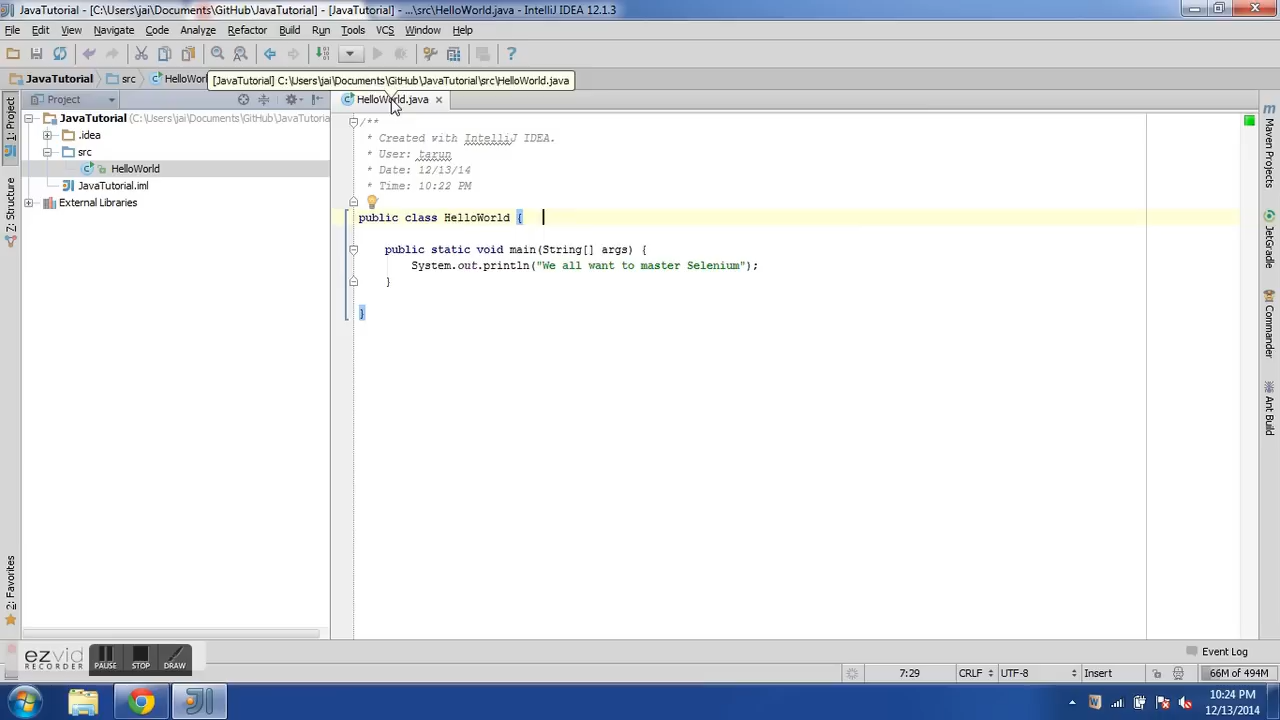 JavaTutorial - [C:\Users\jai\Documents\GitHub\JavaTutorial] - [JavaTutorial] - ...\src\HelloWorld.java - IntelliJ IDEA 12.1.3
File Edit View Navigate Code Analyze Refactor Build Run Tools VCS Window Help
JavaTutorial src HelloWor
[JavaTutorial] C:\Users\jai\Documents\GitHub\JavaTutorial\src\HelloWorld.java
Project
HelloWorld.java
1: Project
Z: Structure
2: Favorites
JavaTutorial (C:\Users\jai\Documents\GitHub\JavaTutoria
.idea
src
HelloWorld
JavaTutorial.iml
External Libraries
/**
* Created with IntelliJ IDEA.
* User: tarun
* Date: 12/13/14
* Time: 10:22 PM
public class HelloWorld {
public static void main(String[] args) {
System.out.println("We all want to master Selenium");
}
}
Maven Projects
JetGradle
Commander
Ant Build
ezvid
RECORDER
PAUSE STOP DRAW
Event Log
7:29 CRLF UTF-8 Insert 66M of 494M
10:24 PM
12/13/2014